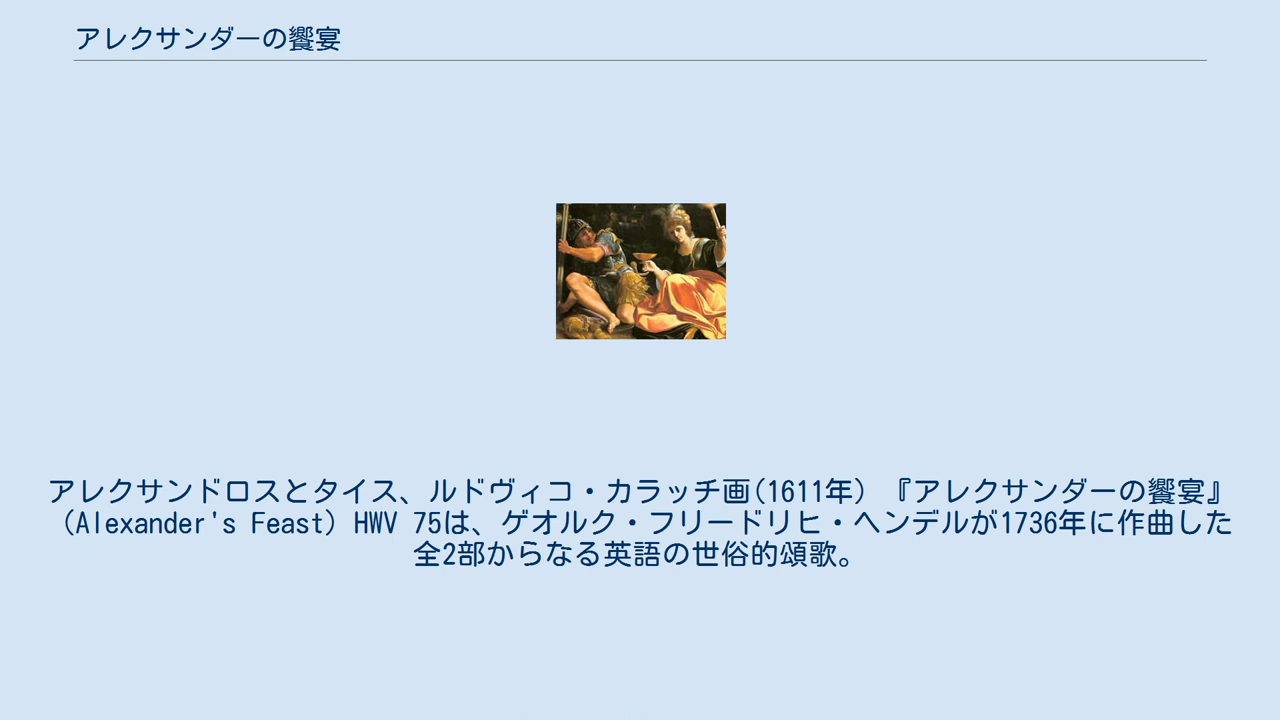 アレクサンダーの饗宴
アレクサンドロスとタイス、ルドヴィコ・カラッチ画(1611年) 『アレクサンダーの饗宴』
(Alexander's Feast) HWV 75は、ゲオルク・フリードリヒ・ヘンデルが1736年に作曲した
全2部からなる英語の世俗的頌歌。